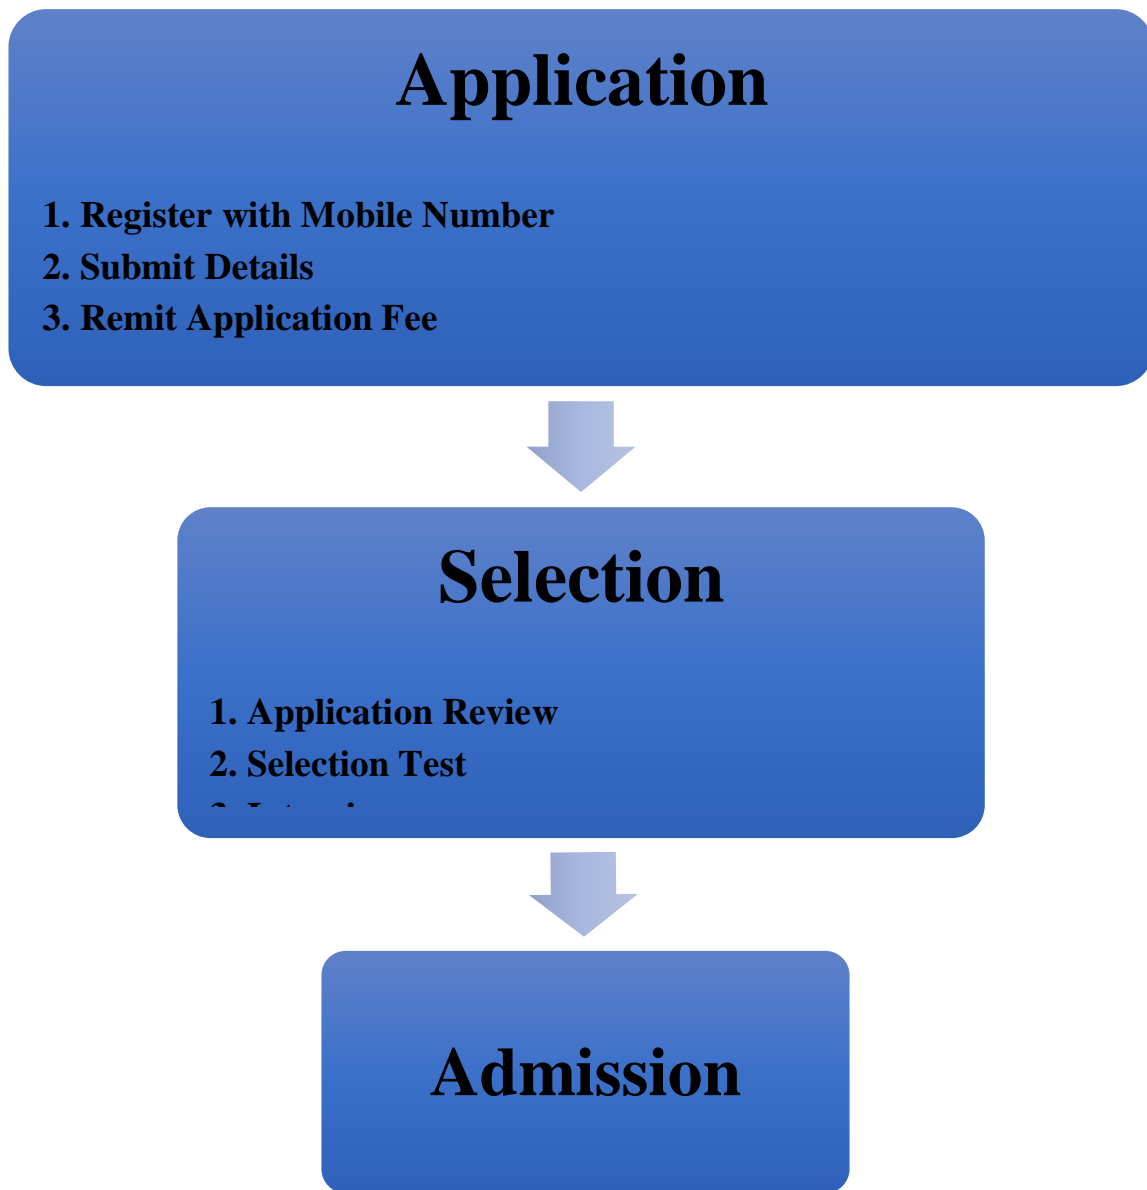 Application
1. Register with Mobile Number
2. Submit Details
3. Remit Application Fee
Selection
1. Application Review
2. Selection Test
Admission